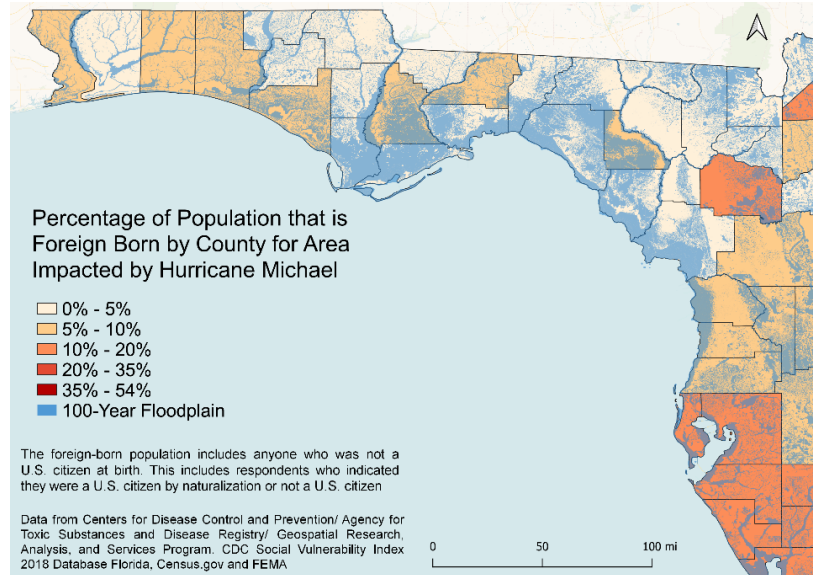 Percentage of Population that is
Foreign Born by County for Area
Impacted by Hurricane Michael
0% - 5%
5% - 10%
10% - 20%
20% - 35%
35% - 54%
100-Year Floodplain
The foreign-born population includes anyone who was not a
U.S. citizen at birth. This includes respondents who indicated
they were a U.S. citizen by naturalization or not a U.S. citizen
Data from Centers for Disease Control and Prevention/ Agency for
Toxic Substances and Disease Registry/ Geospatial Research,
Analysis, and Services Program. CDC Social Vulnerability Index
2018 Database Florida, Census.gov and FEMA
0 50 100 mi